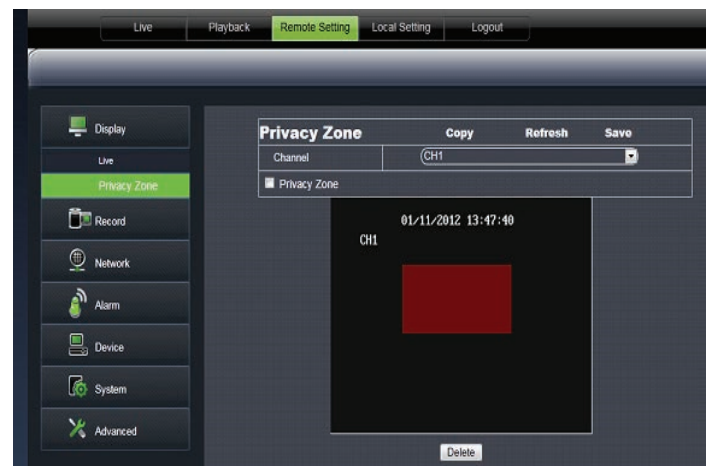 Live Playback Remote Setting Local Setting Logout
Display
Live
Privacy Zone
Record
Network
Alarm
Device
System
Advanced
Privacy Zone Copy Refresh Save
Channel CH1
Privacy Zone
01/11/2012 13:47:40
CH1
Delete